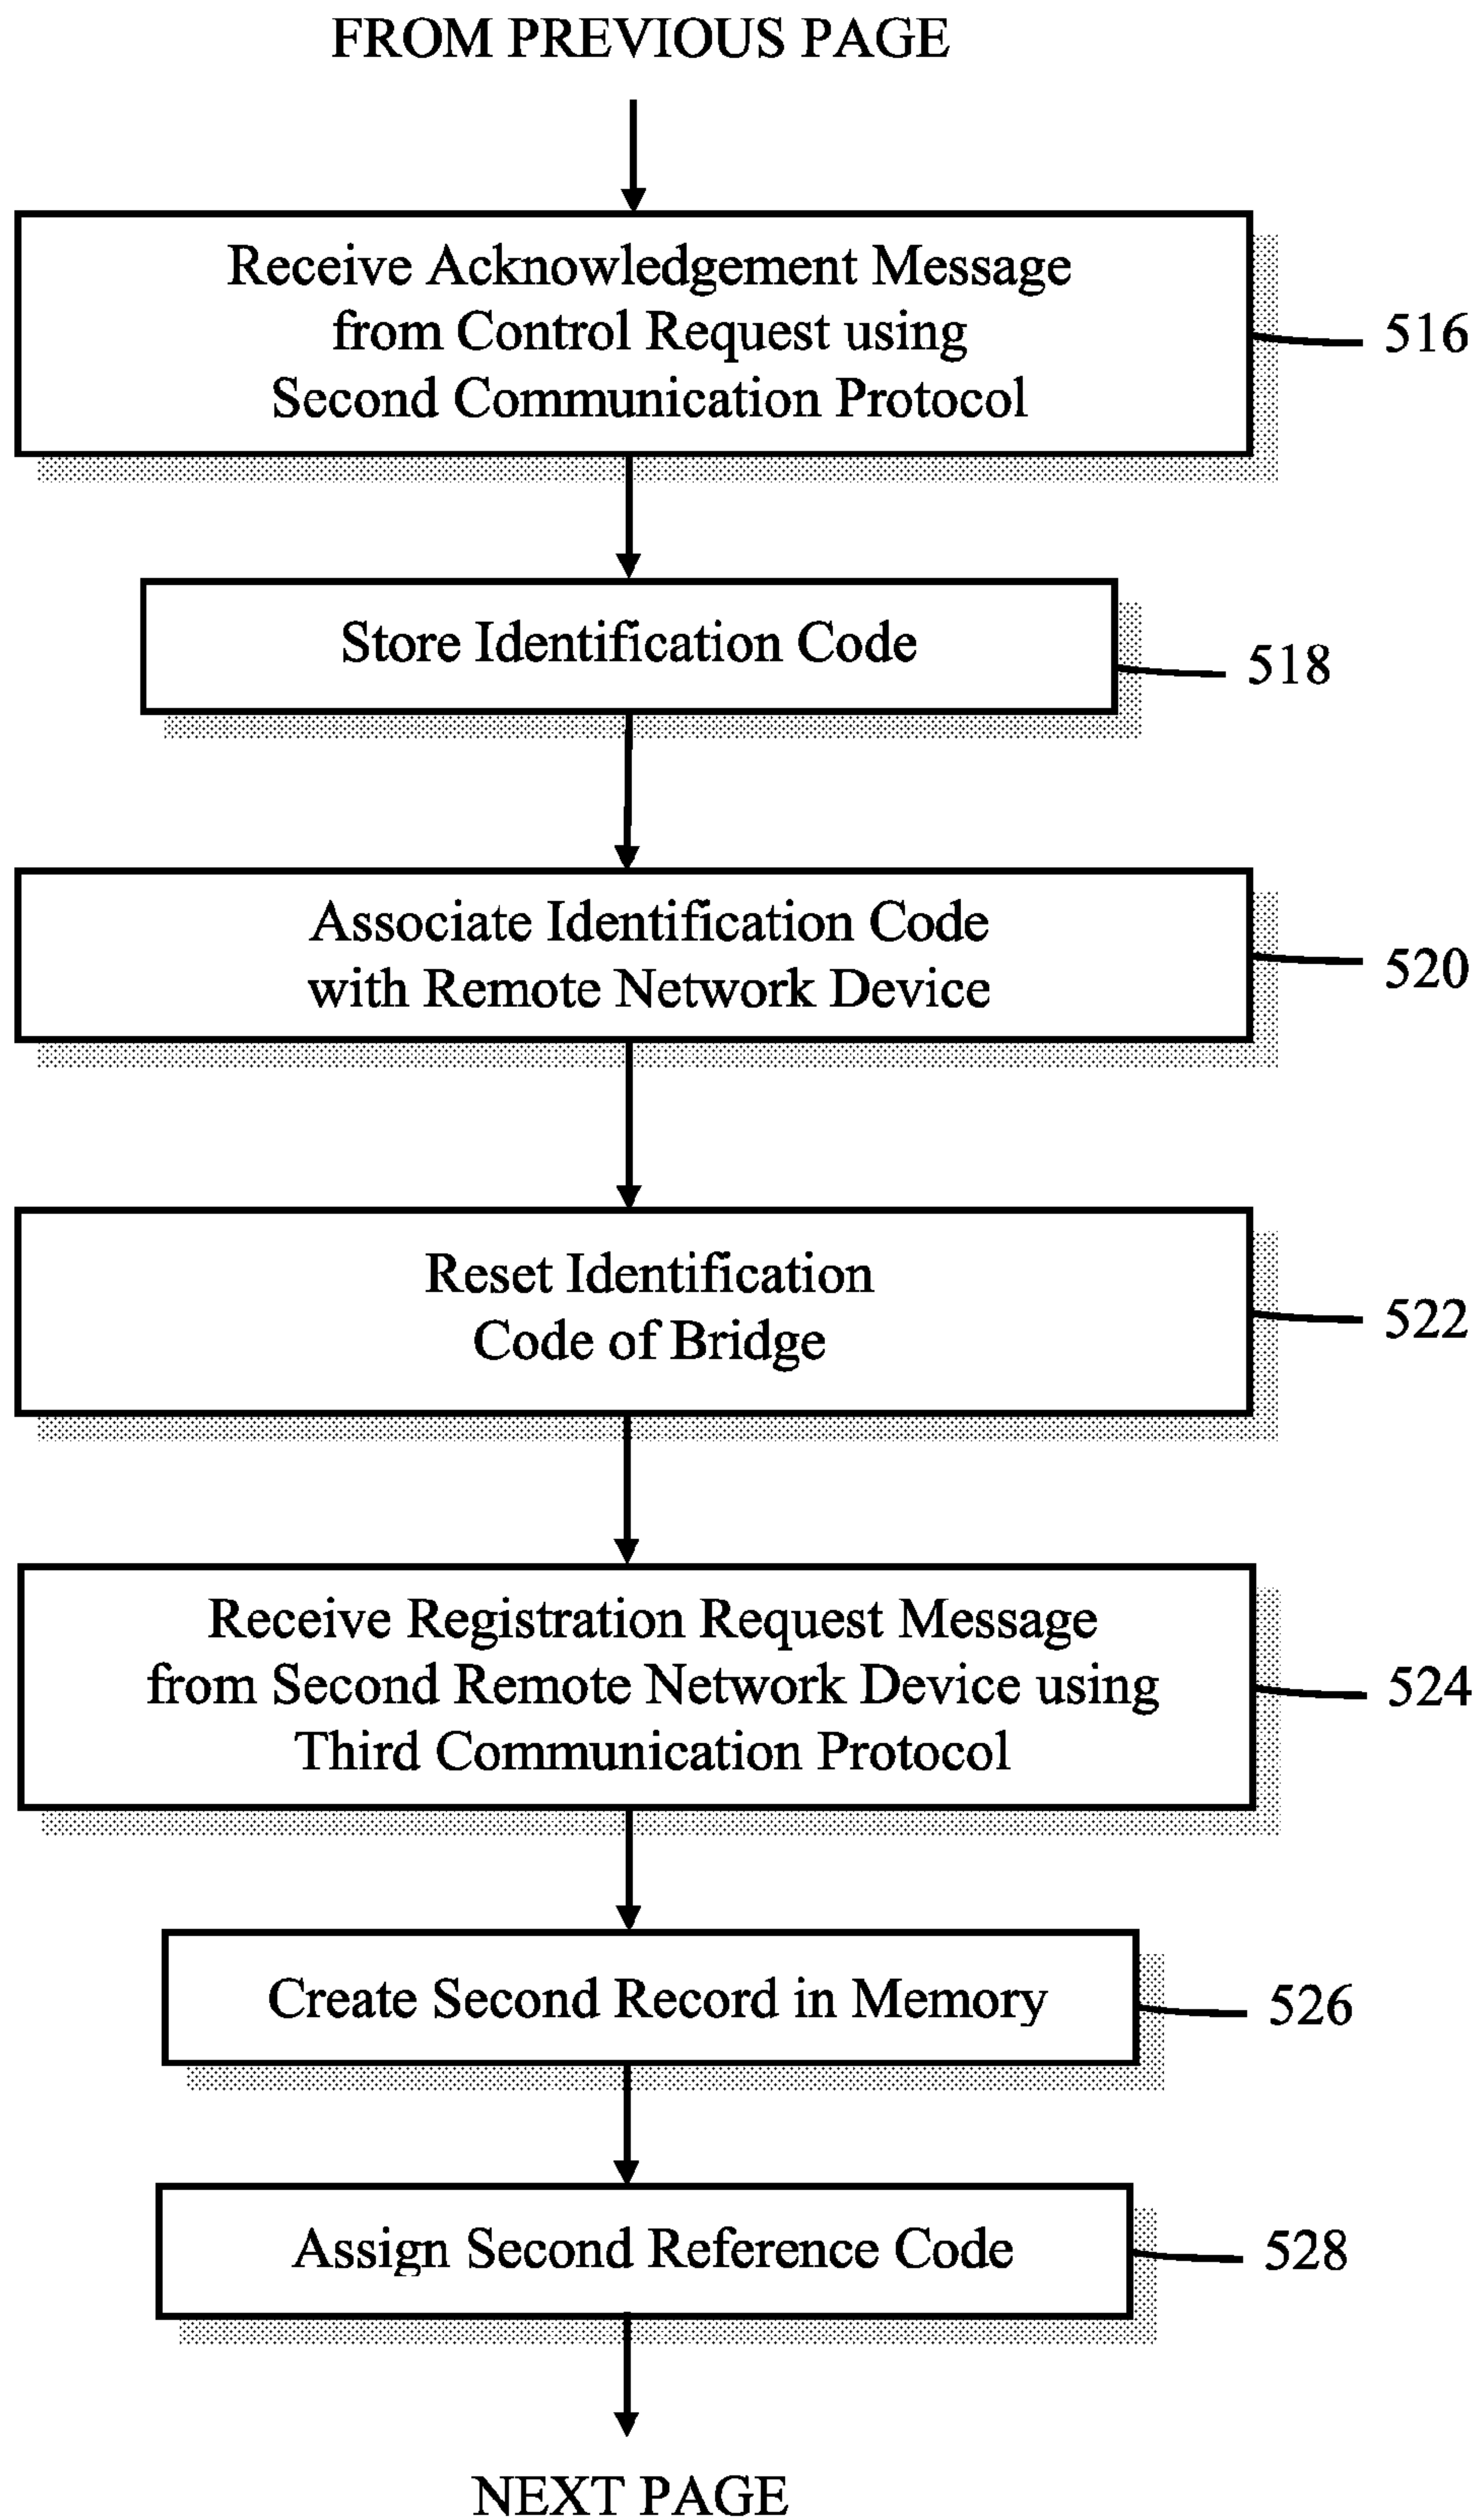 FROM PREVIOUS PAGE
Receive Acknowledgement Message
from Control Request using
Second Communication Protocol
516
Store Identification Code
518
Associate Identification Code
with Remote Network Device
520
Reset Identification
Code of Bridge
522
Receive Registration Request Message
from Second Remote Network Device using
Third Communication Protocol
524
Create Second Record in Memory
526
Assign Second Reference Code
528
NEXT PAGE